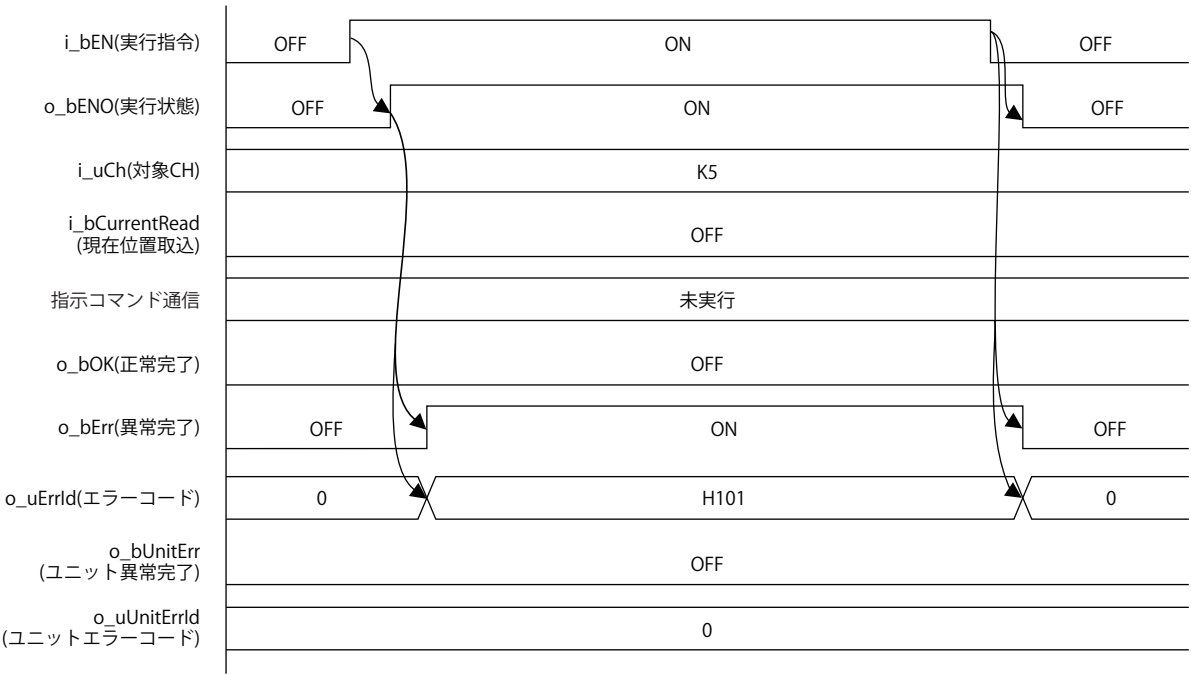 i_bEN(実行指令)
OFF
ON
OFF
o_bENO(実行状態)
OFF
ON
OFF
i_uCh(対象CH)
K5
i_bCurrentRead
(現在位置取込)
OFF
指示コマンド通信
未実行
o_bOK(正常完了)
OFF
o_bErr(異常完了)
OFF
ON
OFF
o_uErrId(エラーコード)
0
H101
0
o_bUnitErr
(ユニット異常完了)
OFF
o_uUnitErrId
(ユニットエラーコード)
0